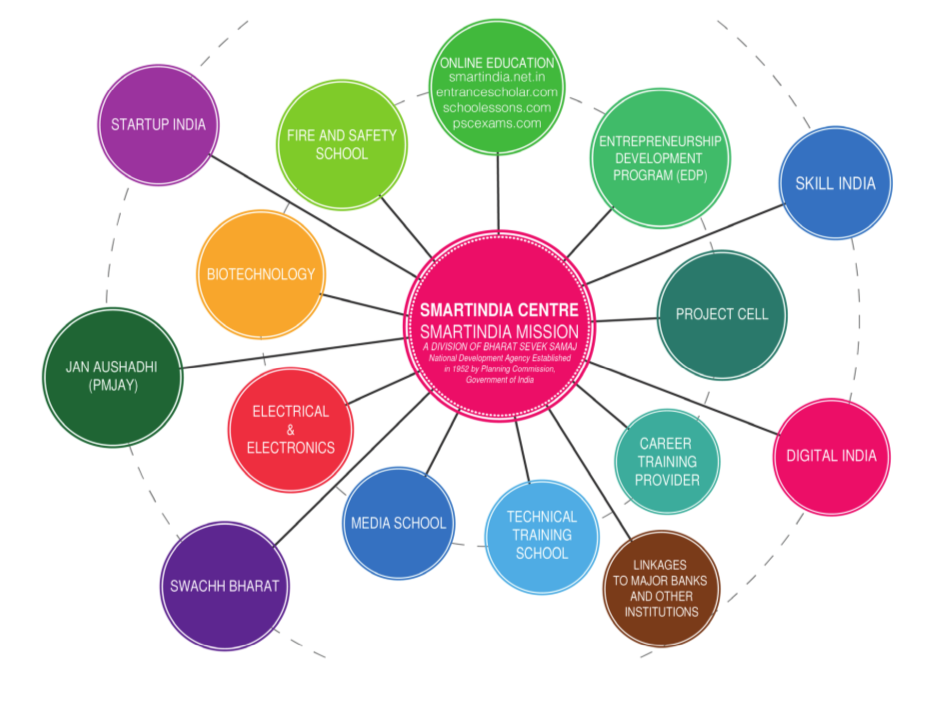 ONLINE EDUCATION
smartindia.net.in
entrancescholar.com
schoolessons.com
pscexams.com
STARTUP INDIA
FIRE AND SAFETY
SCHOOL
ENTREPRENEURSHIP
DEVELOPMENT
PROGRAM (EDP)
SKILL INDIA
BIOTECHNOLOGY
SMARTINDIA CENTRE
SMARTINDIA MISSION
A DIVISION OF BHARAT SEVEK SAMAJ
National Development Agency Established
in 1952 by Planning Commission,
Government of India
PROJECT CELL
JAN AUSHADHI
(PMJAY)
ELECTRICAL
&
ELECTRONICS
CAREER
TRAINING
PROVIDER
DIGITAL INDIA
MEDIA SCHOOL
TECHNICAL
TRAINING
SCHOOL
SWACHH BHARAT
LINKAGES
TO MAJOR BANKS
AND OTHER
INSTITUTIONS